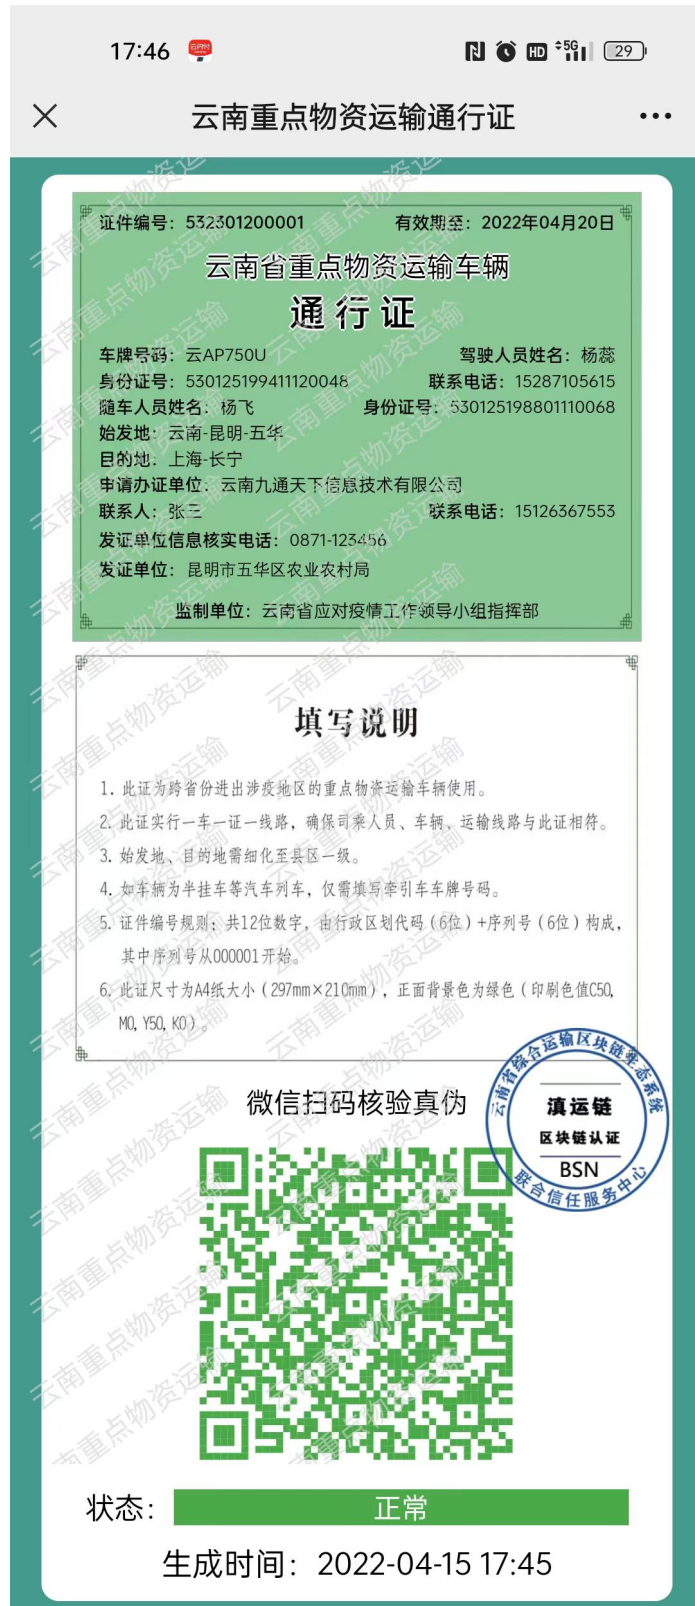 17:46
HD 5G 29
云南重点物资运输通行证
证件编号：532301200001 有效期至：2022年04月20日
云南省重点物资运输车辆
通行证
车牌号码：云AP750U 驾驶人员姓名：杨蕊
身份证号：530125199411120048 联系电话：15287105615
随车人员姓名：杨飞 身份证号：530125198801110068
始发地：云南-昆明-五华
目的地：上海-长宁
申请办证单位：云南九通天下信息技术有限公司
联系人：张三 联系电话：15126367553
发证单位信息核实电话：0871-123456
发证单位：昆明市五华区农业农村局
监制单位：云南省应对疫情工作领导小组指挥部
填写说明
1. 此证为跨省份进出涉疫地区的重点物资运输车辆使用。
2. 此证实行一车一证一线路，确保司乘人员、车辆、运输线路与此证相符。
3. 始发地、目的地需细化至县区一级。
4. 如车辆为半挂车等汽车列车，仅需填写牵引车车牌号码。
5. 证件编号规则：共12位数字，由行政区划代码（6位）+序列号（6位）构成，
其中序列号从000001开始。
6. 此证尺寸为A4纸大小（297mm×210mm），正面背景色为绿色（印刷色值C50,
M0, Y50, K0）。
云南省综合运输区块链生态系统
滇运链
区块链认证
BSN
联合信任服务中心
微信扫码核验真伪
状态： 正常
生成时间：2022-04-15 17:45
云南重点物资运输